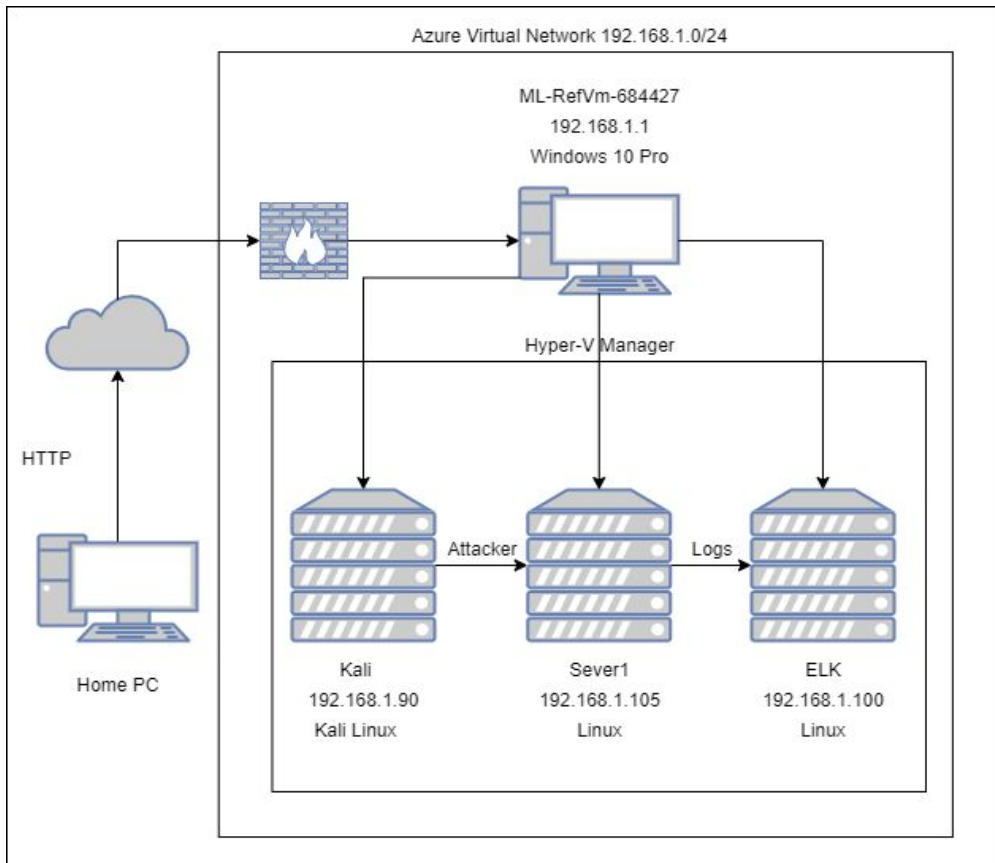 Azure Virtual Network 192.168.1.0/24
ML-RefVm-684427
192.168.1.1
Windows 10 Pro
Hyper-V Manager
HTTP
Attacker
Logs
Home PC
Kali
192.168.1.90
Kali Linux
Sever1
192.168.1.105
Linux
ELK
192.168.1.100
Linux